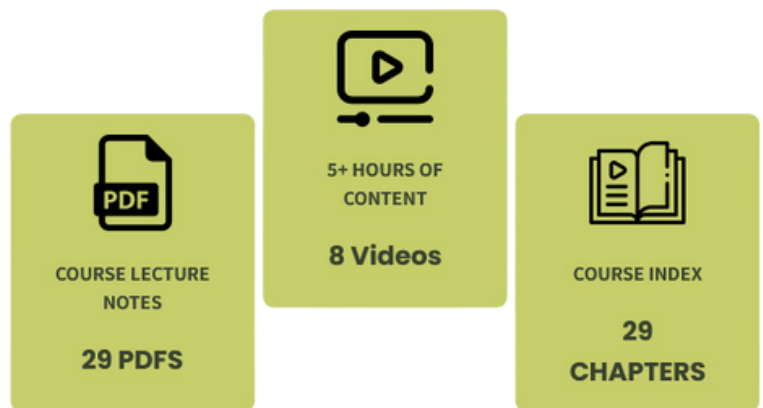 PDF
COURSE LECTURE
NOTES
29 PDFS
5+ HOURS OF
CONTENT
8 Videos
COURSE INDEX
29
CHAPTERS